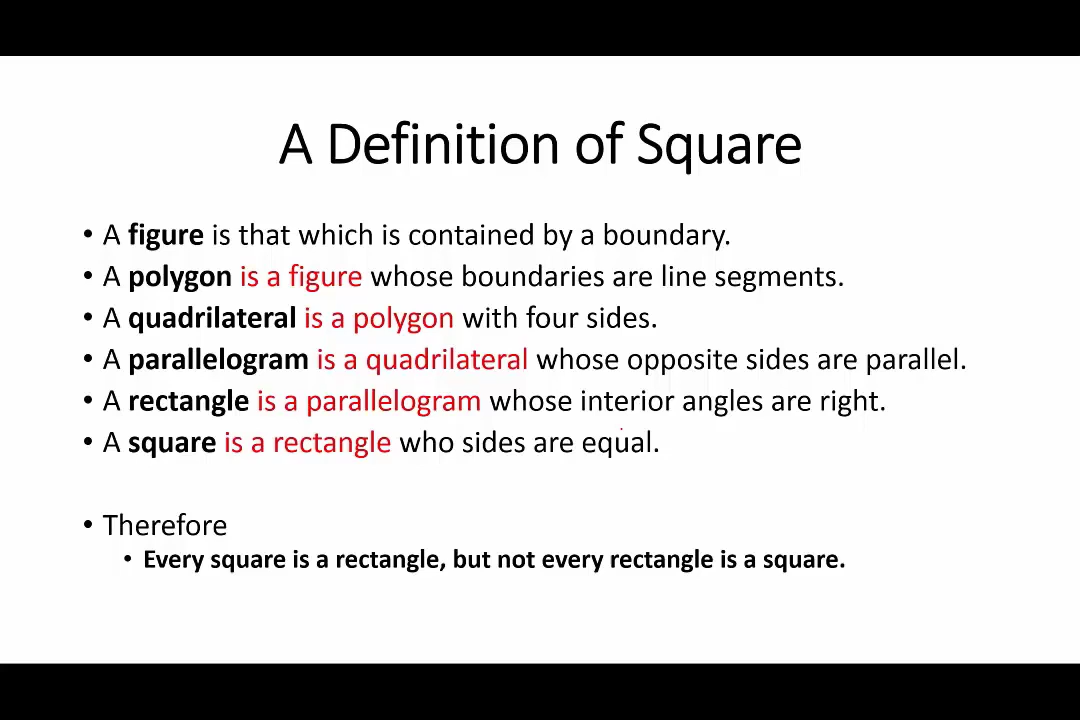 A Definition of Square
• A figure is that which is contained by a boundary.
• A polygon is a figure whose boundaries are line segments.
• A quadrilateral is a polygon with four sides.
• A parallelogram is a quadrilateral whose opposite sides are parallel.
• A rectangle is a parallelogram whose interior angles are right.
• A square is a rectangle who sides are equal.
• Therefore
• Every square is a rectangle, but not every rectangle is a square.